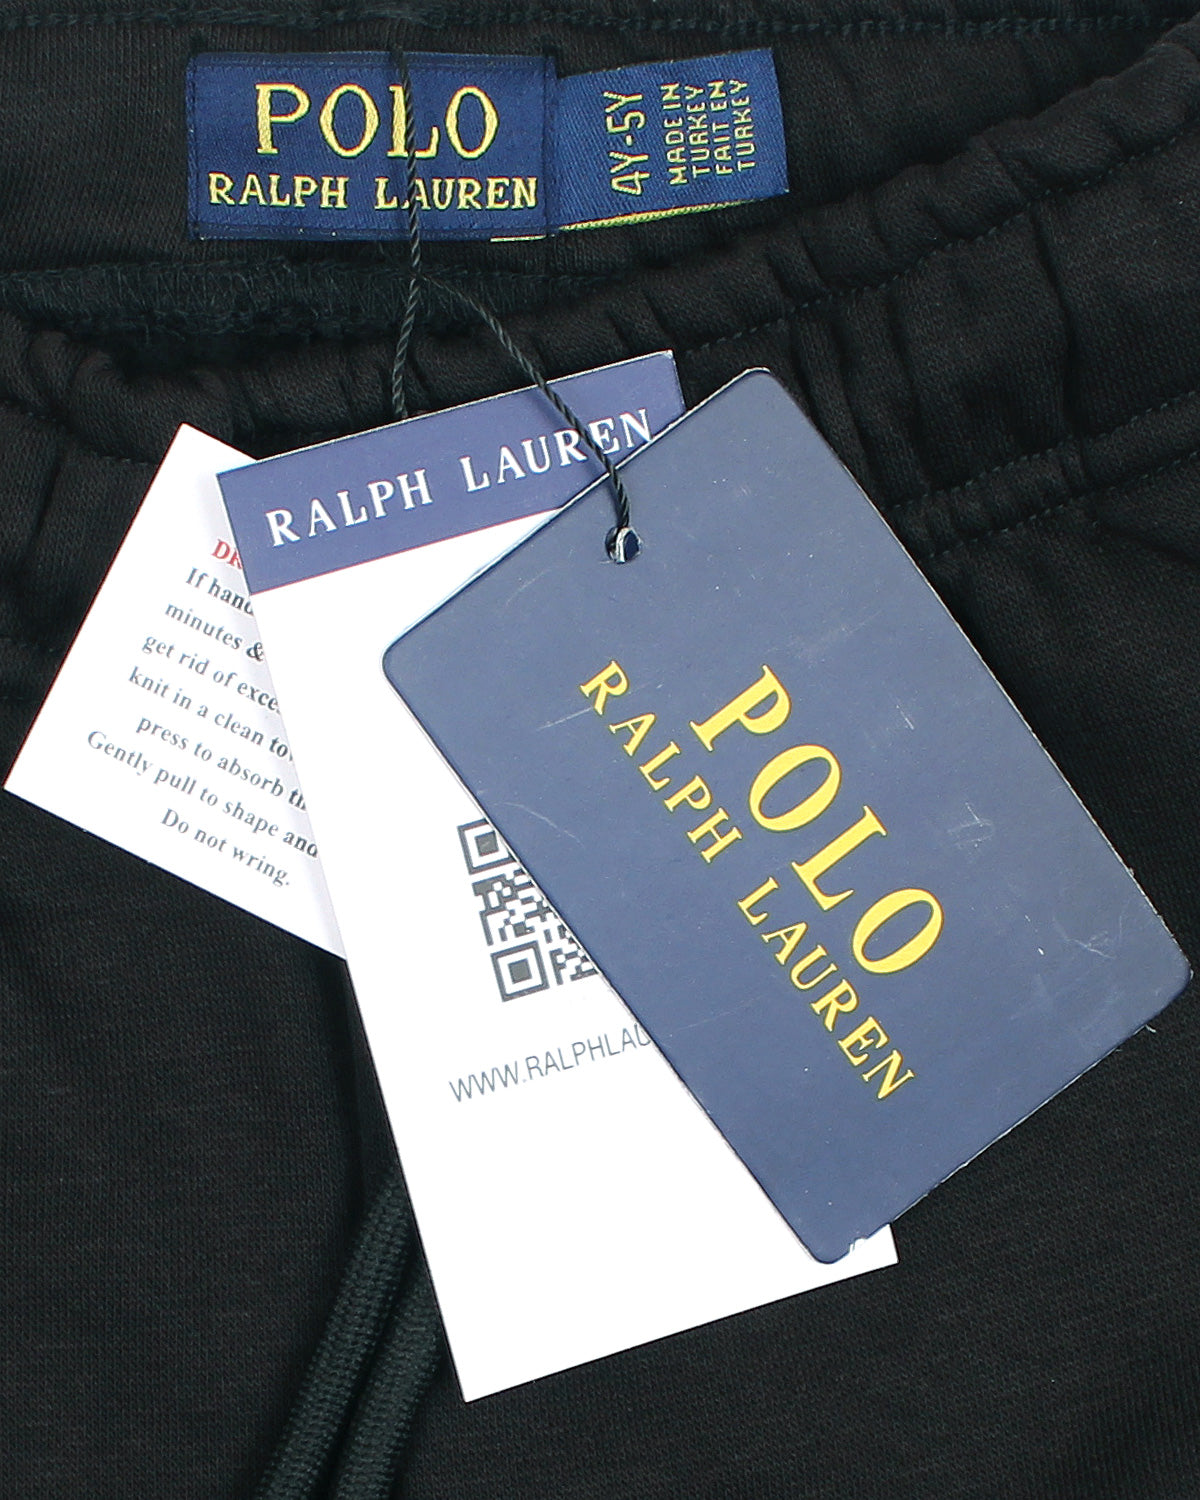 POLO
RALPH LAUREN
4Y-5Y
MADE IN
TURKEY
FAIT EN
TURKEY
RALPH LAUREN
WWW.RALPHLAU
If hand
minutes &
get rid of exce
knit in a clean
press to absorb
Gently pull to shape and
Do not wring.
POLO
RALPH LAUREN